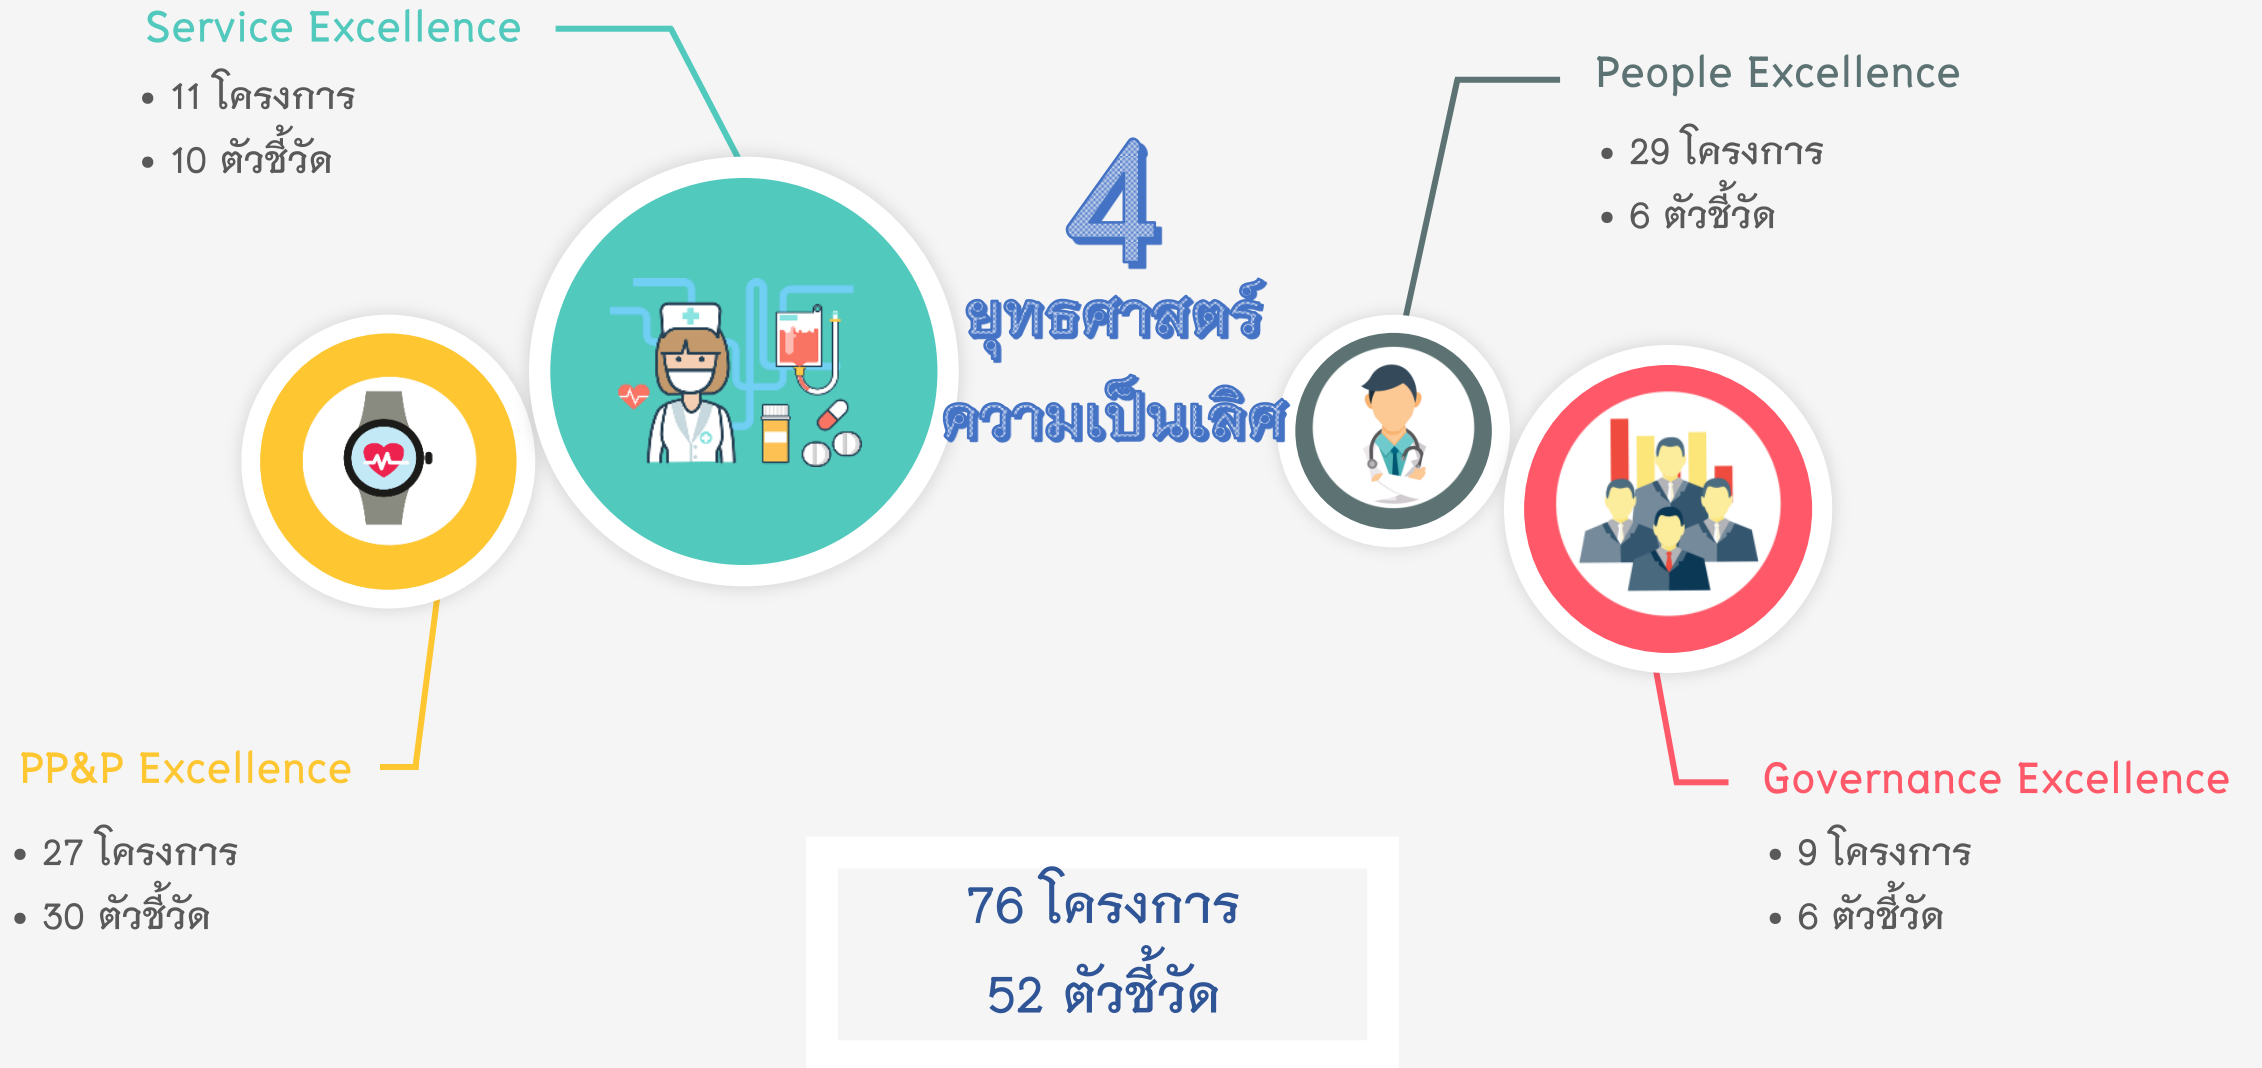 Service Excellence
• 11 โครงการ
• 10 ตัวชี้วัด
4
ยุทธศาสตร์
ความเป็นเลิศ
People Excellence
• 29 โครงการ
• 6 ตัวชี้วัด
PP&P Excellence
• 27 โครงการ
• 30 ตัวชี้วัด
76 โครงการ
52 ตัวชี้วัด
Governance Excellence
• 9 โครงการ
• 6 ตัวชี้วัด